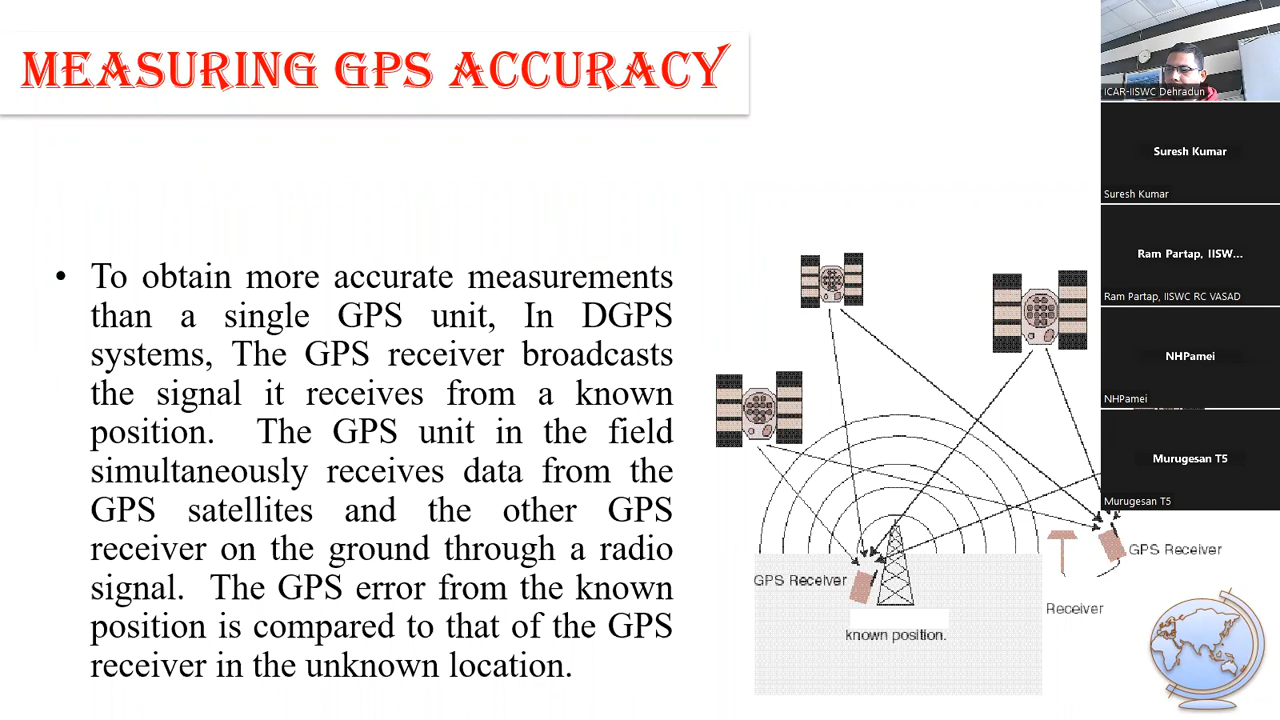 MEASURING GPS ACCURACY
• To obtain more accurate measurements
than a single GPS unit, In DGPS
systems, The GPS receiver broadcasts
the signal it receives from a known
position. The GPS unit in the field
simultaneously receives data from the
GPS satellites and the other GPS
receiver on the ground through a radio
signal. The GPS error from the known
position is compared to that of the GPS
receiver in the unknown location.
GPS Receiver
known position.
GPS Receiver
Receiver
ICAR-IISWC Dehradun
Suresh Kumar
Suresh Kumar
Ram Partap, IISW...
Ram Partap, IISWC RC VASAD
NHPamei
NHPamei
Murugesan T5
Murugesan T5